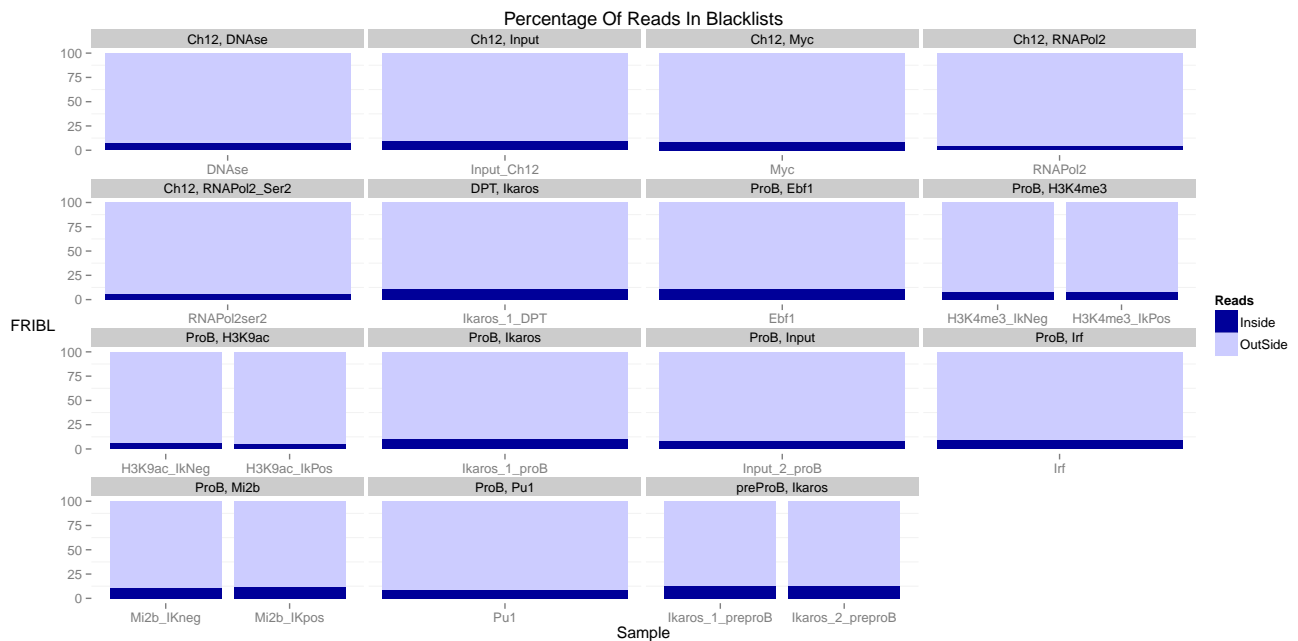 Percentage Of Reads In Blacklists
Ch12, DNAse Ch12, Input Ch12, Myc Ch12, RNAPol2
100
75
50
25
0
DNAse Input_Ch12 Myc RNAPol2
Ch12, RNAPol2_Ser2 DPT, Ikaros ProB, Ebf1 ProB, H3K4me3
100
75
50
25
0
RNAPol2ser2 Ikaros_1_DPT Ebf1 H3K4me3_IkNeg H3K4me3_IkPos
FRIBL
Reads
Inside
OutSide
ProB, H3K9ac ProB, Ikaros ProB, Input ProB, Irf
100
75
50
25
0
H3K9ac_IkNeg H3K9ac_IkPos Ikaros_1_proB Input_2_proB Irf
ProB, Mi2b ProB, Pu1 preProB, Ikaros
100
75
50
25
0
Mi2b_IKneg Mi2b_IKpos Pu1 Ikaros_1_preproB Ikaros_2_preproB
Sample